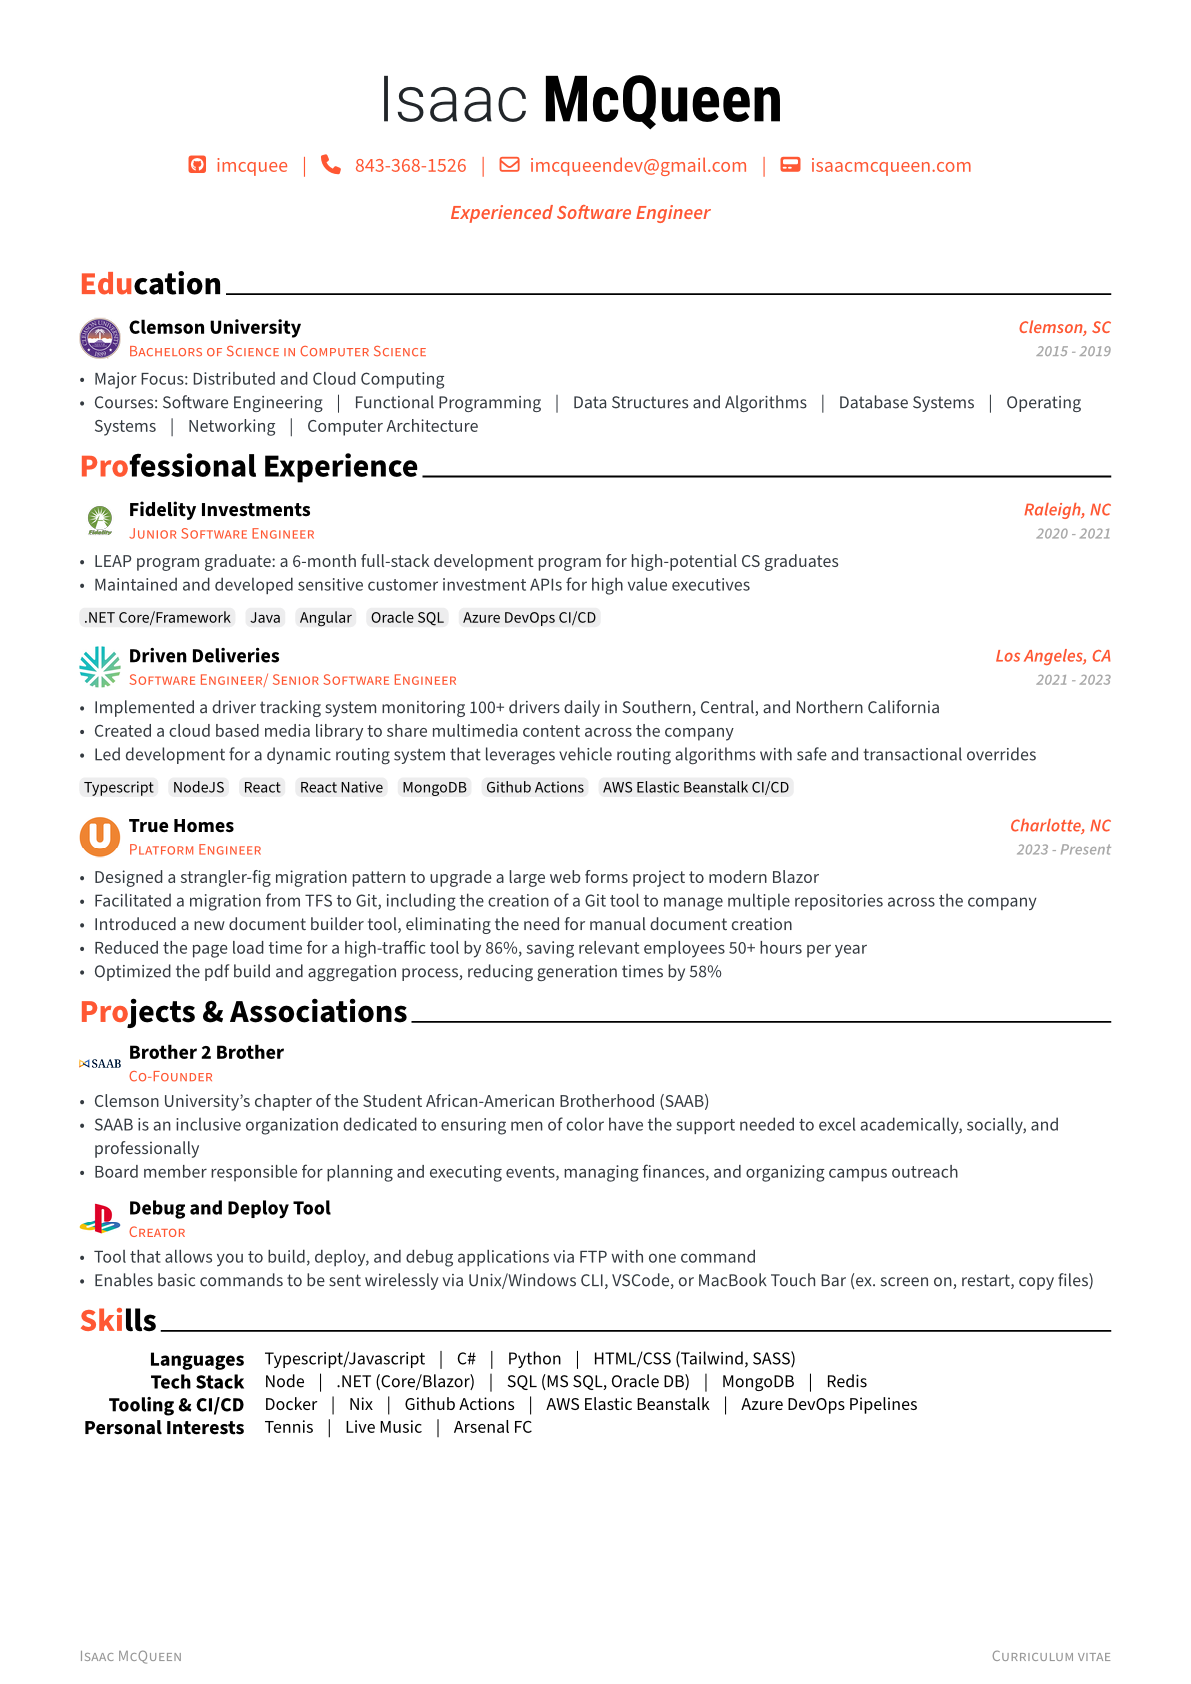 Isaac McQueen
imcquee | 843-368-1526 | imcqueendev@gmail.com | isaacmcqueen.com
Experienced Software Engineer
Education
Clemson University Clemson, SC
Bachelors of Science in Computer Science 2015 - 2019
• Major Focus: Distributed and Cloud Computing
• Courses: Software Engineering | Functional Programming | Data Structures and Algorithms | Database Systems | Operating
Systems | Networking | Computer Architecture
Professional Experience
Fidelity
Fidelity Investments Raleigh, NC
Junior Software Engineer 2020 - 2021
• LEAP program graduate: a 6-month full-stack development program for high-potential CS graduates
• Maintained and developed sensitive customer investment APIs for high value executives
.NET Core/Framework Java Angular Oracle SQL Azure DevOps CI/CD
Driven Deliveries Los Angeles, CA
Software Engineer/ Senior Software Engineer 2021 - 2023
• Implemented a driver tracking system monitoring 100+ drivers daily in Southern, Central, and Northern California
• Created a cloud based media library to share multimedia content across the company
• Led development for a dynamic routing system that leverages vehicle routing algorithms with safe and transactional overrides
Typescript NodeJS React React Native MongoDB Github Actions AWS Elastic Beanstalk CI/CD
True Homes Charlotte, NC
Platform Engineer 2023 - Present
• Designed a strangler-fig migration pattern to upgrade a large web forms project to modern Blazor
• Facilitated a migration from TFS to Git, including the creation of a Git tool to manage multiple repositories across the company
• Introduced a new document builder tool, eliminating the need for manual document creation
• Reduced the page load time for a high-traffic tool by 86%, saving relevant employees 50+ hours per year
• Optimized the pdf build and aggregation process, reducing generation times by 58%
Projects & Associations
SAAB Brother 2 Brother
Co-Founder
• Clemson University’s chapter of the Student African-American Brotherhood (SAAB)
• SAAB is an inclusive organization dedicated to ensuring men of color have the support needed to excel academically, socially, and
professionally
• Board member responsible for planning and executing events, managing finances, and organizing campus outreach
Debug and Deploy Tool
Creator
• Tool that allows you to build, deploy, and debug applications via FTP with one command
• Enables basic commands to be sent wirelessly via Unix/Windows CLI, VSCode, or MacBook Touch Bar (ex. screen on, restart, copy files)
Skills
Languages Typescript/Javascript | C# | Python | HTML/CSS (Tailwind, SASS)
Tech Stack Node | .NET (Core/Blazor) | SQL (MS SQL, Oracle DB) | MongoDB | Redis
Tooling & CI/CD Docker | Nix | Github Actions | AWS Elastic Beanstalk | Azure DevOps Pipelines
Personal Interests Tennis | Live Music | Arsenal FC
Isaac McQueen Curriculum vitae